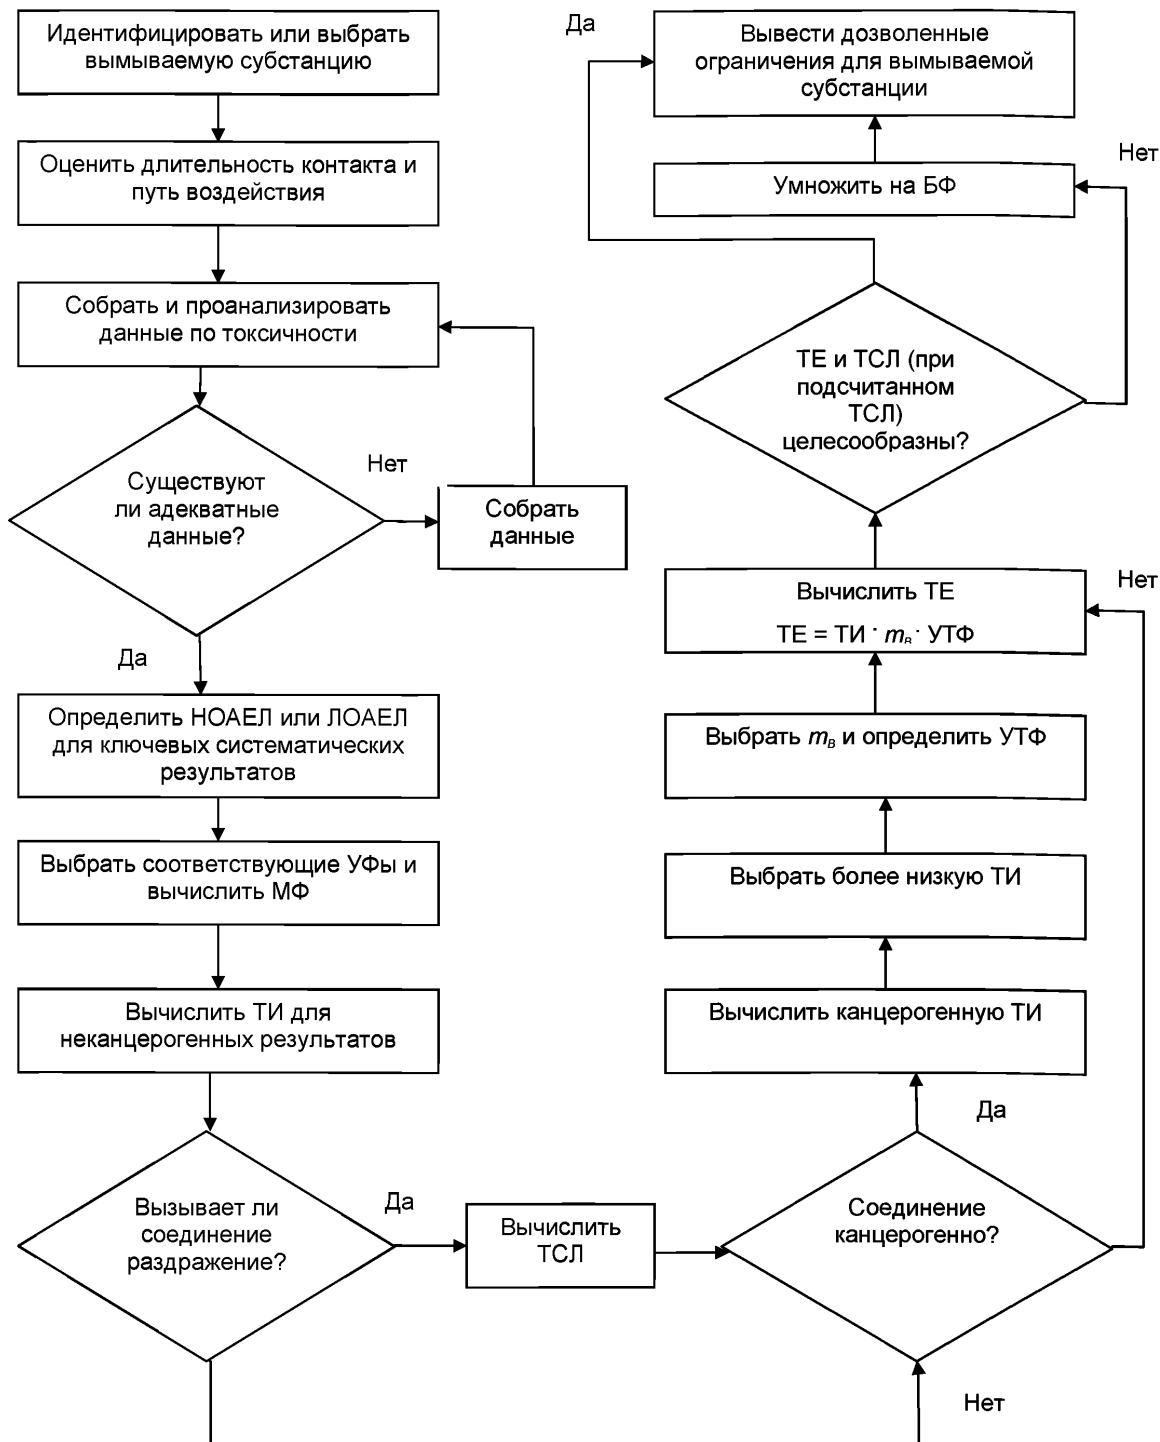 Идентифицировать или выбрать
вымываемую субстанцию
Оценить длительность контакта и
путь воздействия
Собрать и проанализировать
данные по токсичности
Существуют
ли адекватные
данные?
Нет
Собрать
данные
Да
Определить НОАЕЛ или ЛОАЕЛ
для ключевых систематических
результатов
Выбрать соответствующие УФы и
вычислить МФ
Вычислить ТИ для
неканцерогенных результатов
Вызывает ли
соединение
раздражение?
Да
Вычислить
ТСЛ
Соединение
канцерогенно?
Нет
Да
Вычислить канцерогенную ТИ
Выбрать более низкую ТИ
Выбрать mв и определить УТФ
Вычислить ТЕ
ТЕ = ТИ · mв · УТФ
Нет
ТЕ и ТСЛ (при
подсчитанном
ТСЛ)
целесообразны?
Нет
Умножить на БФ
Да
Вывести дозволенные
ограничения для вымываемой
субстанции